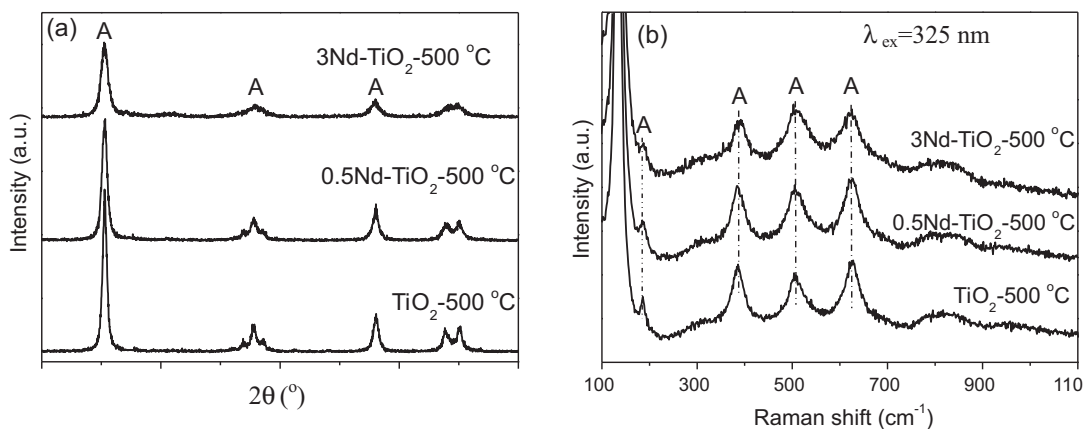 (a)
A
3Nd-TiO₂-500 °C
A
A
0.5Nd-TiO₂-500 °C
TiO₂-500 °C
Intensity (a.u.)
2θ (°)
(b)
λ ex=325 nm
A
A
A
A
3Nd-TiO₂-500 °C
0.5Nd-TiO₂-500 °C
TiO₂-500 °C
Intensity (a.u.)
100 300 500 700 900 110
Raman shift (cm⁻¹)